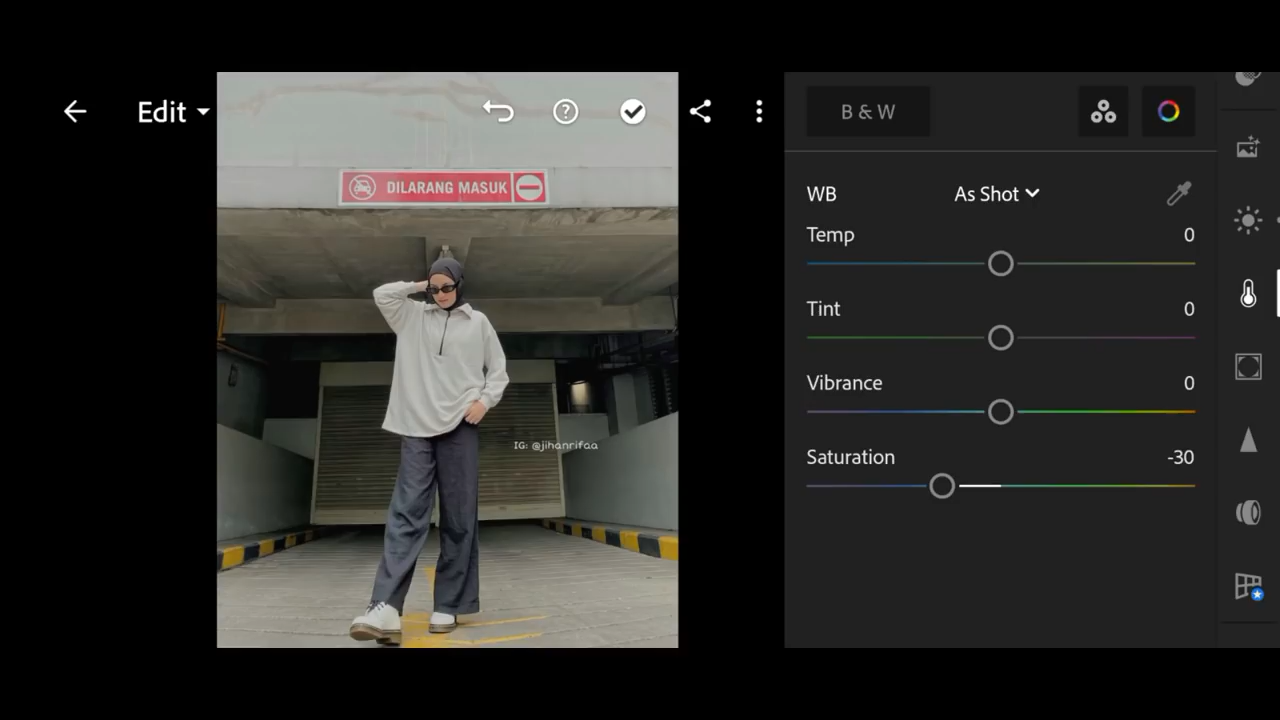 Edit
DILARANG MASUK
IG: @jihanrifaa
B & W
WB As Shot
Temp 0
Tint 0
Vibrance 0
Saturation -30